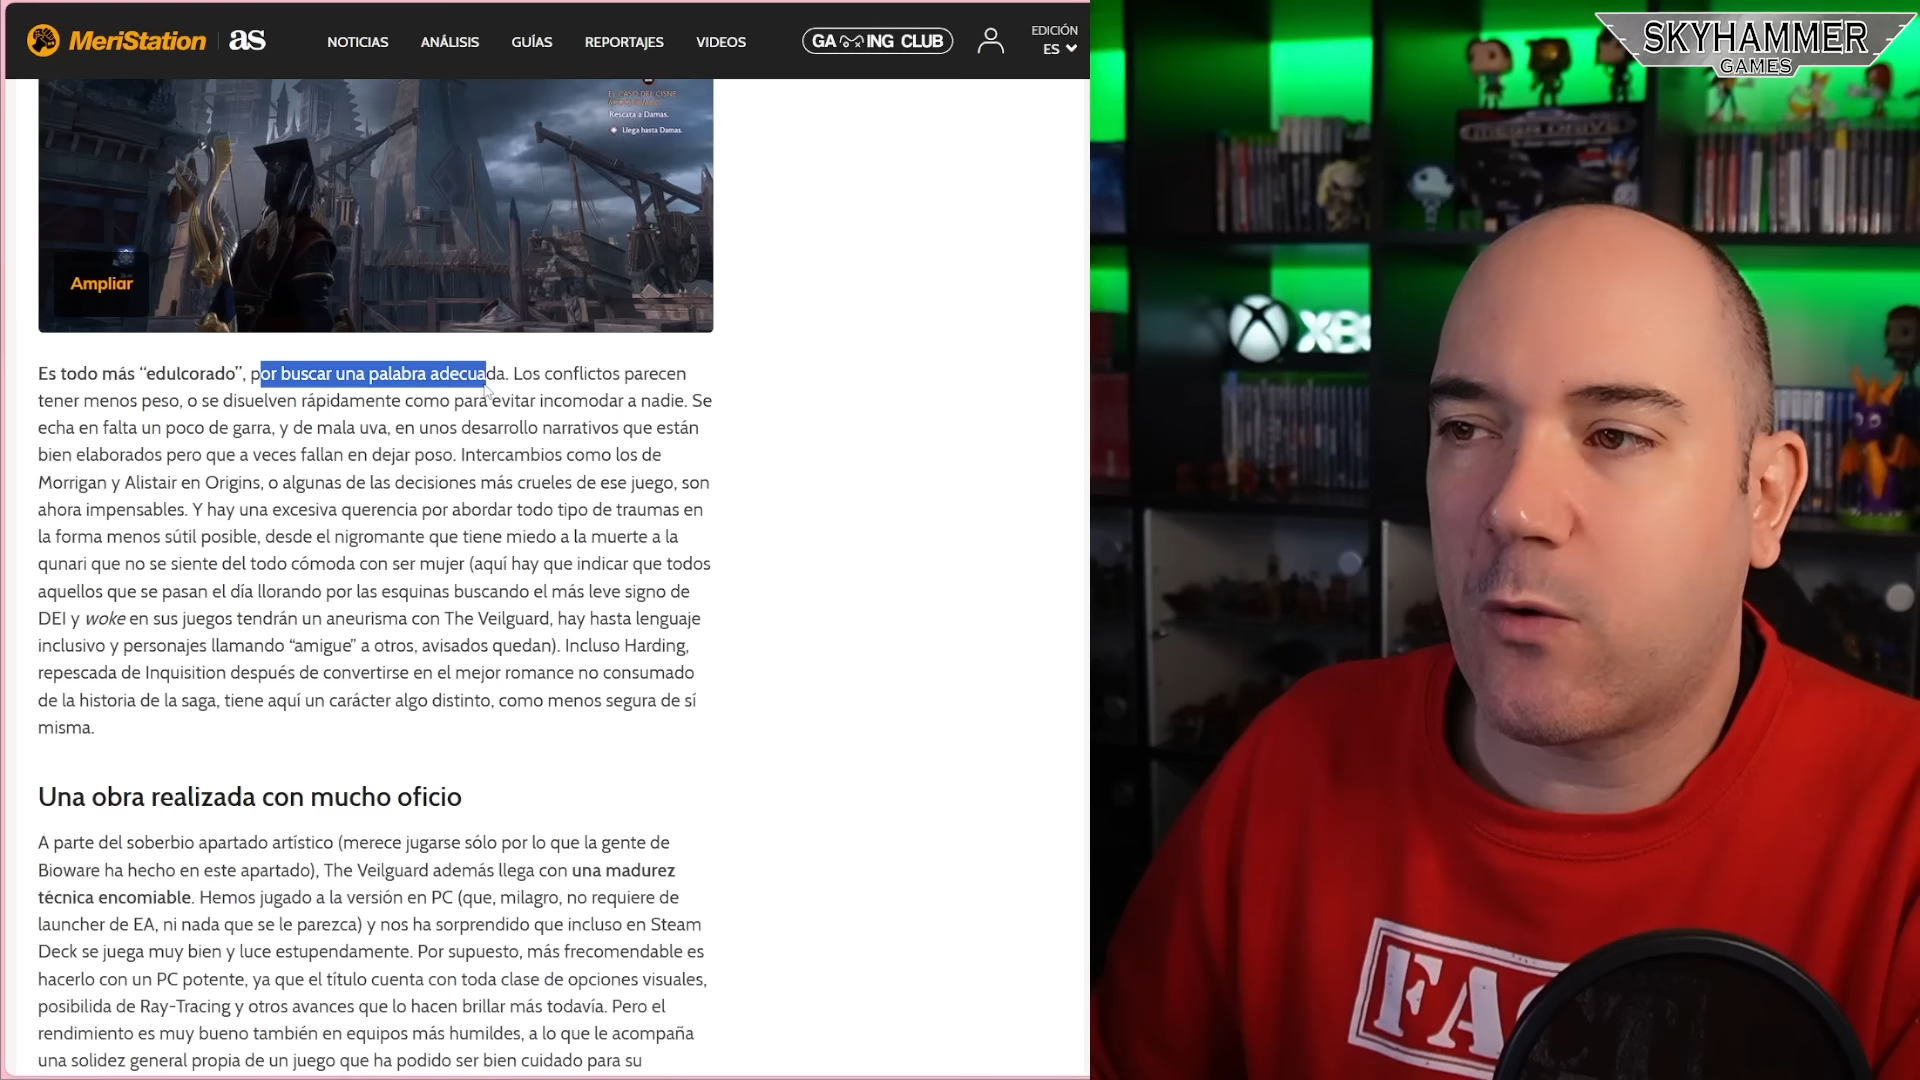 MeriStation as
NOTICIAS ANÁLISIS GUÍAS REPORTAJES VIDEOS
GAMING CLUB
EDICIÓN
ES
SKYHAMMER
GAMES
Rescata a Damas.
Llega hasta Damas.
Ampliar
Es todo más “edulcorado”, por buscar una palabra adecuada. Los conflictos parecen
tener menos peso, o se disuelven rápidamente como para evitar incomodar a nadie. Se
echa en falta un poco de garra, y de mala uva, en unos desarrollo narrativos que están
bien elaborados pero que a veces fallan en dejar poso. Intercambios como los de
Morrigan y Alistair en Origins, o algunas de las decisiones más crueles de ese juego, son
ahora impensables. Y hay una excesiva querencia por abordar todo tipo de traumas en
la forma menos sútil posible, desde el nigromante que tiene miedo a la muerte a la
qunari que no se siente del todo cómoda con ser mujer (aquí hay que indicar que todos
aquellos que se pasan el día llorando por las esquinas buscando el más leve signo de
DEI y woke en sus juegos tendrán un aneurisma con The Veilguard, hay hasta lenguaje
inclusivo y personajes llamando “amigue” a otros, avisados quedan). Incluso Harding,
repescada de Inquisition después de convertirse en el mejor romance no consumado
de la historia de la saga, tiene aquí un carácter algo distinto, como menos segura de sí
misma.
Una obra realizada con mucho oficio
A parte del soberbio apartado artístico (merece jugarse sólo por lo que la gente de
Bioware ha hecho en este apartado), The Veilguard además llega con una madurez
técnica encomiable. Hemos jugado a la versión en PC (que, milagro, no requiere de
launcher de EA, ni nada que se le parezca) y nos ha sorprendido que incluso en Steam
Deck se juega muy bien y luce estupendamente. Por supuesto, más frecomendable es
hacerlo con un PC potente, ya que el título cuenta con toda clase de opciones visuales,
posibilida de Ray-Tracing y otros avances que lo hacen brillar más todavía. Pero el
rendimiento es muy bueno también en equipos más humildes, a lo que le acompaña
una solidez general propia de un juego que ha podido ser bien cuidado para su
MEGA DRIVE
XBO
FAC